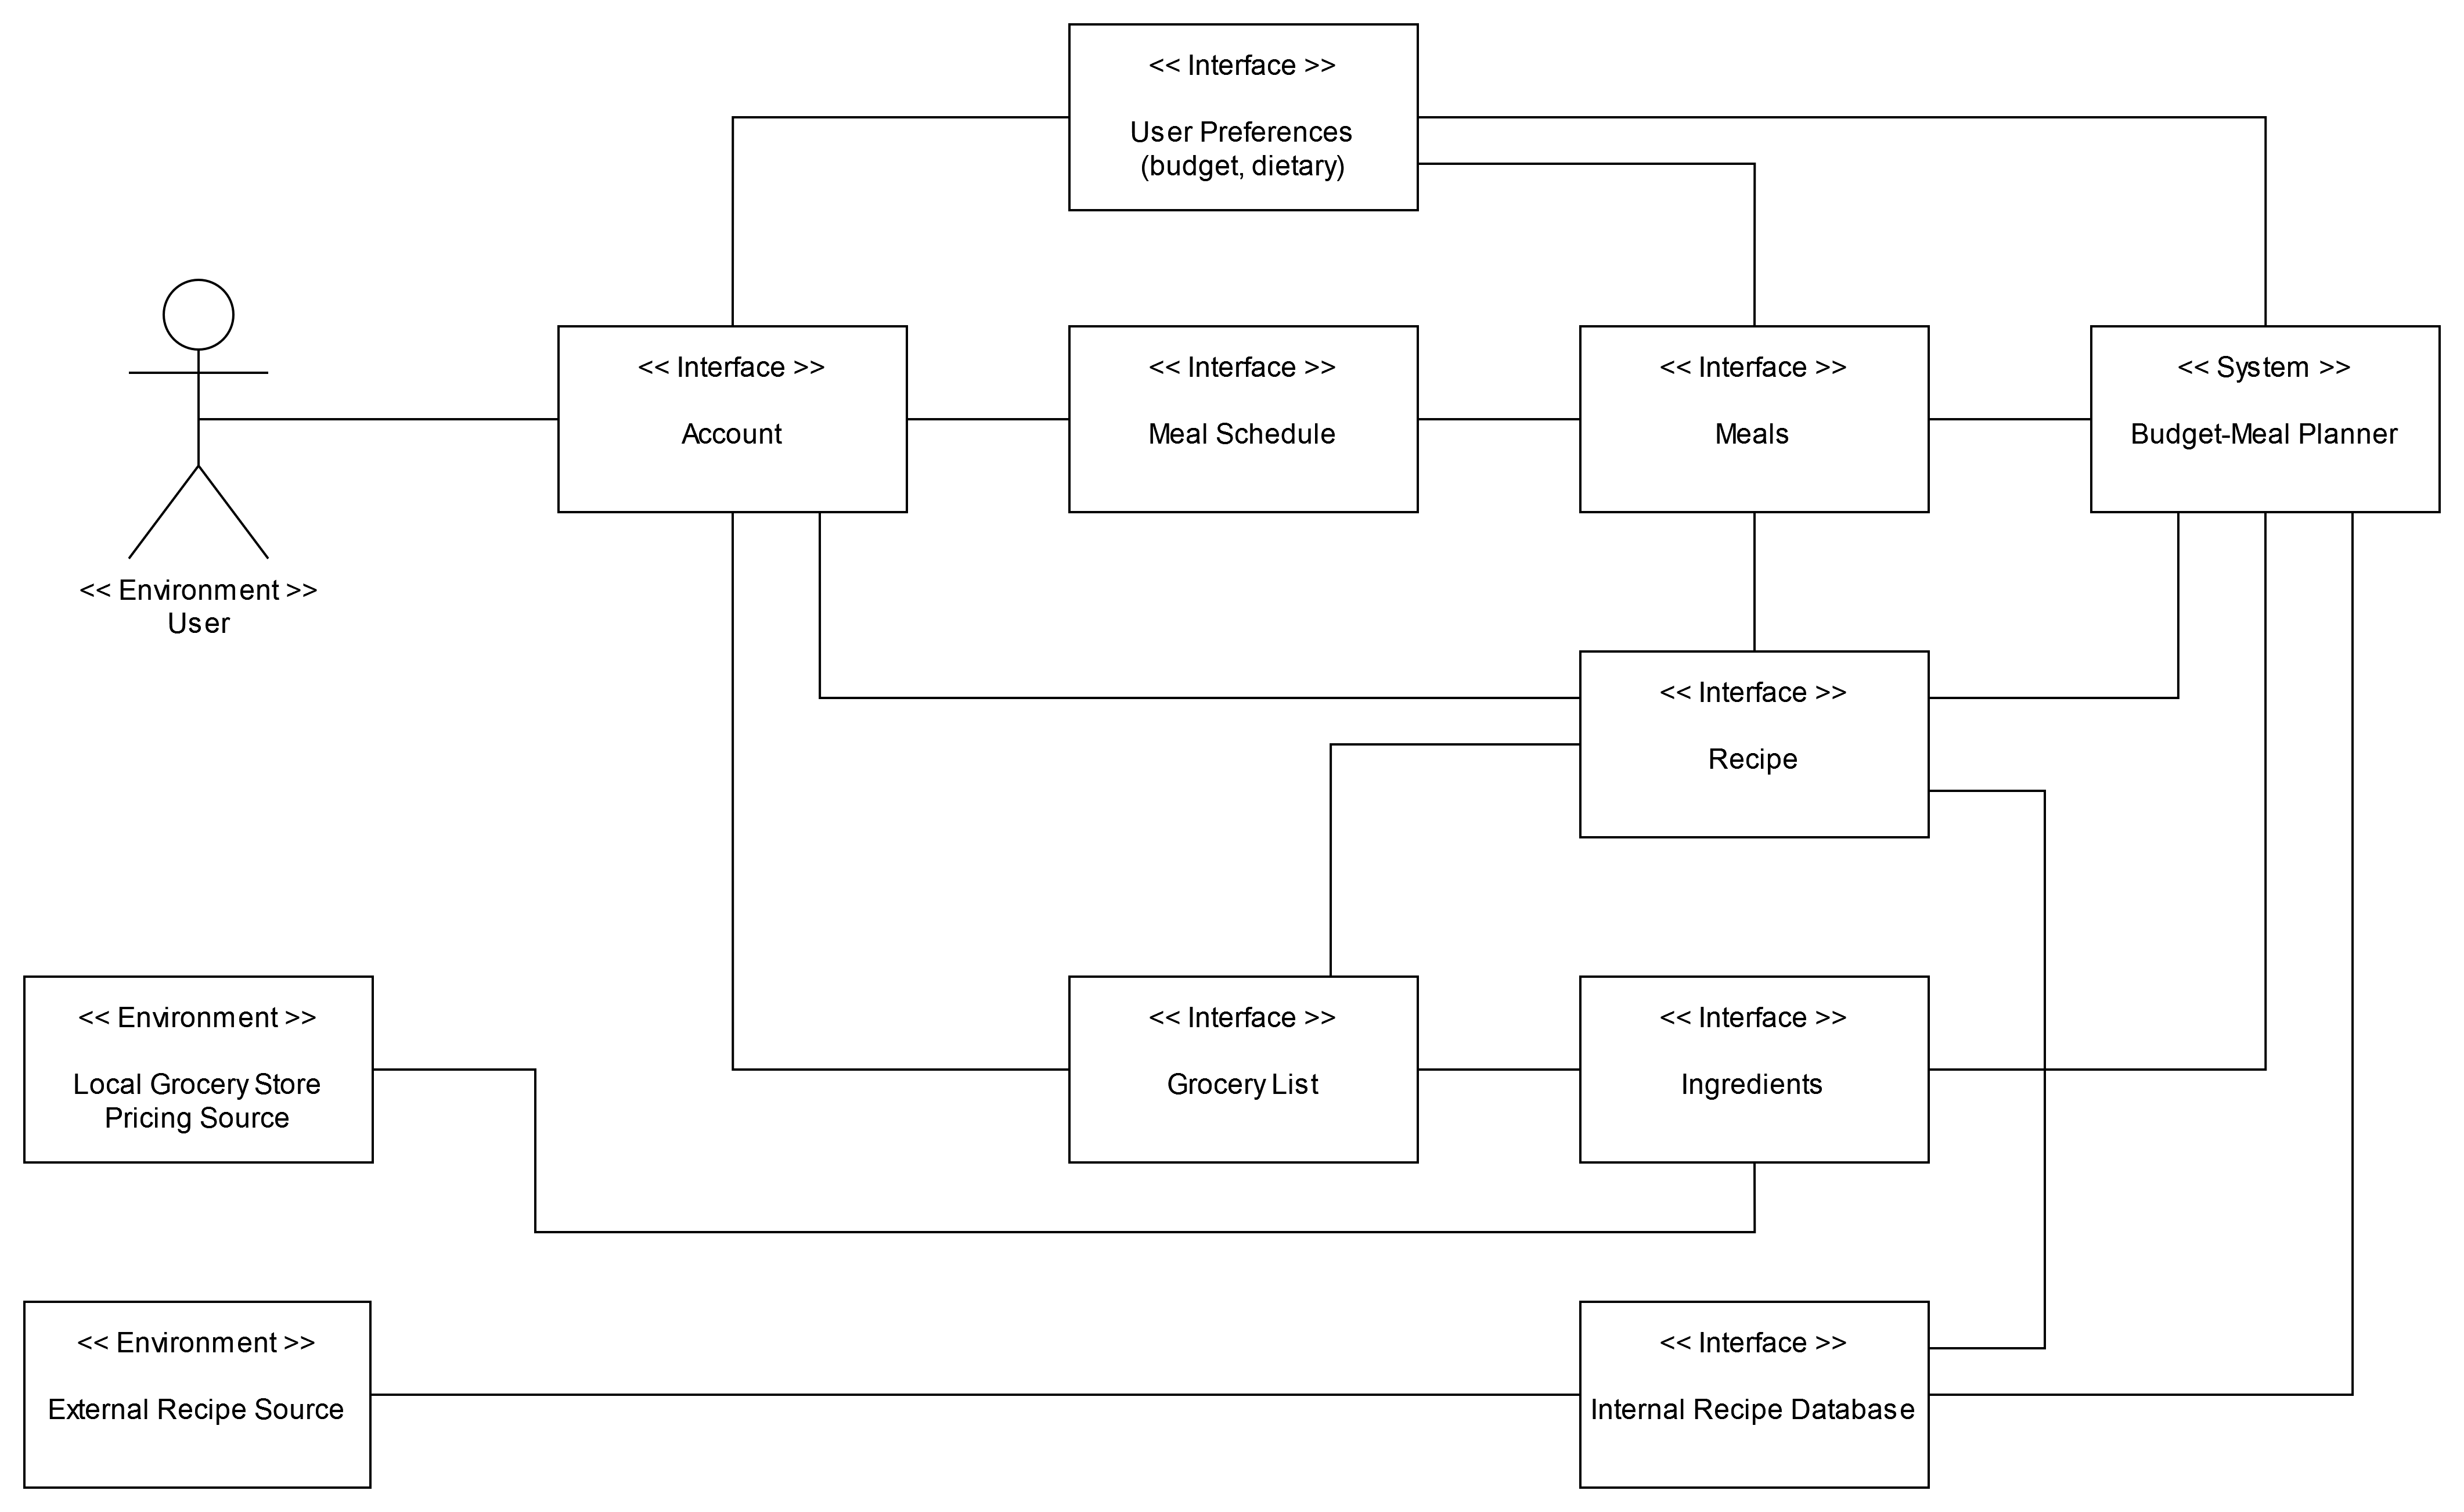 << Interface >>
User Preferences
(budget, dietary)
<< Environment >>
User
<< Interface >>
Account
<< Interface >>
Meal Schedule
<< Interface >>
Meals
<< System >>
Budget-Meal Planner
<< Interface >>
Recipe
<< Environment >>
Local Grocery Store
Pricing Source
<< Interface >>
Grocery List
<< Interface >>
Ingredients
<< Environment >>
External Recipe Source
<< Interface >>
Internal Recipe Database